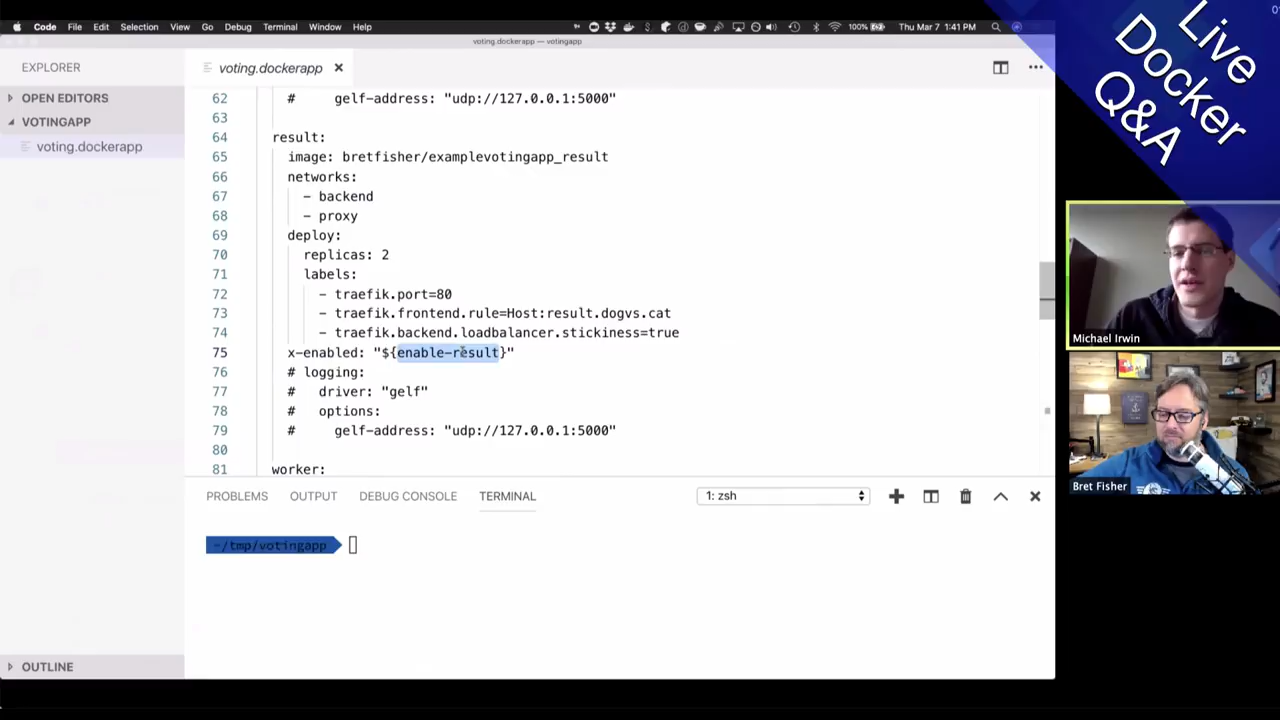 Code File Edit Selection View Go Debug Terminal Window Help 100% Thu Mar 7 1:41 PM
voting.dockerapp — votingapp
EXPLORER
OPEN EDITORS
VOTINGAPP
voting.dockerapp
OUTLINE
voting.dockerapp
62 # gelf-address: "udp://127.0.0.1:5000"
63
64 result:
65 image: bretfisher/examplevotingapp_result
66 networks:
67 - backend
68 - proxy
69 deploy:
70 replicas: 2
71 labels:
72 - traefik.port=80
73 - traefik.frontend.rule=Host:result.dogvs.cat
74 - traefik.backend.loadbalancer.stickiness=true
75 x-enabled: "${enable-result}"
76 # logging:
77 # driver: "gelf"
78 # options:
79 # gelf-address: "udp://127.0.0.1:5000"
80
81 worker:
PROBLEMS OUTPUT DEBUG CONSOLE TERMINAL 1: zsh
~/tmp/votingapp
Live
Docker
Q&A
Michael Irwin
Bret Fisher